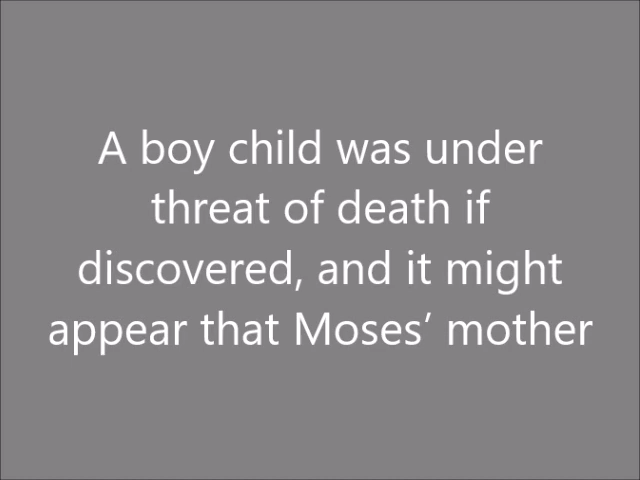 A boy child was under
threat of death if
discovered, and it might
appear that Moses’ mother